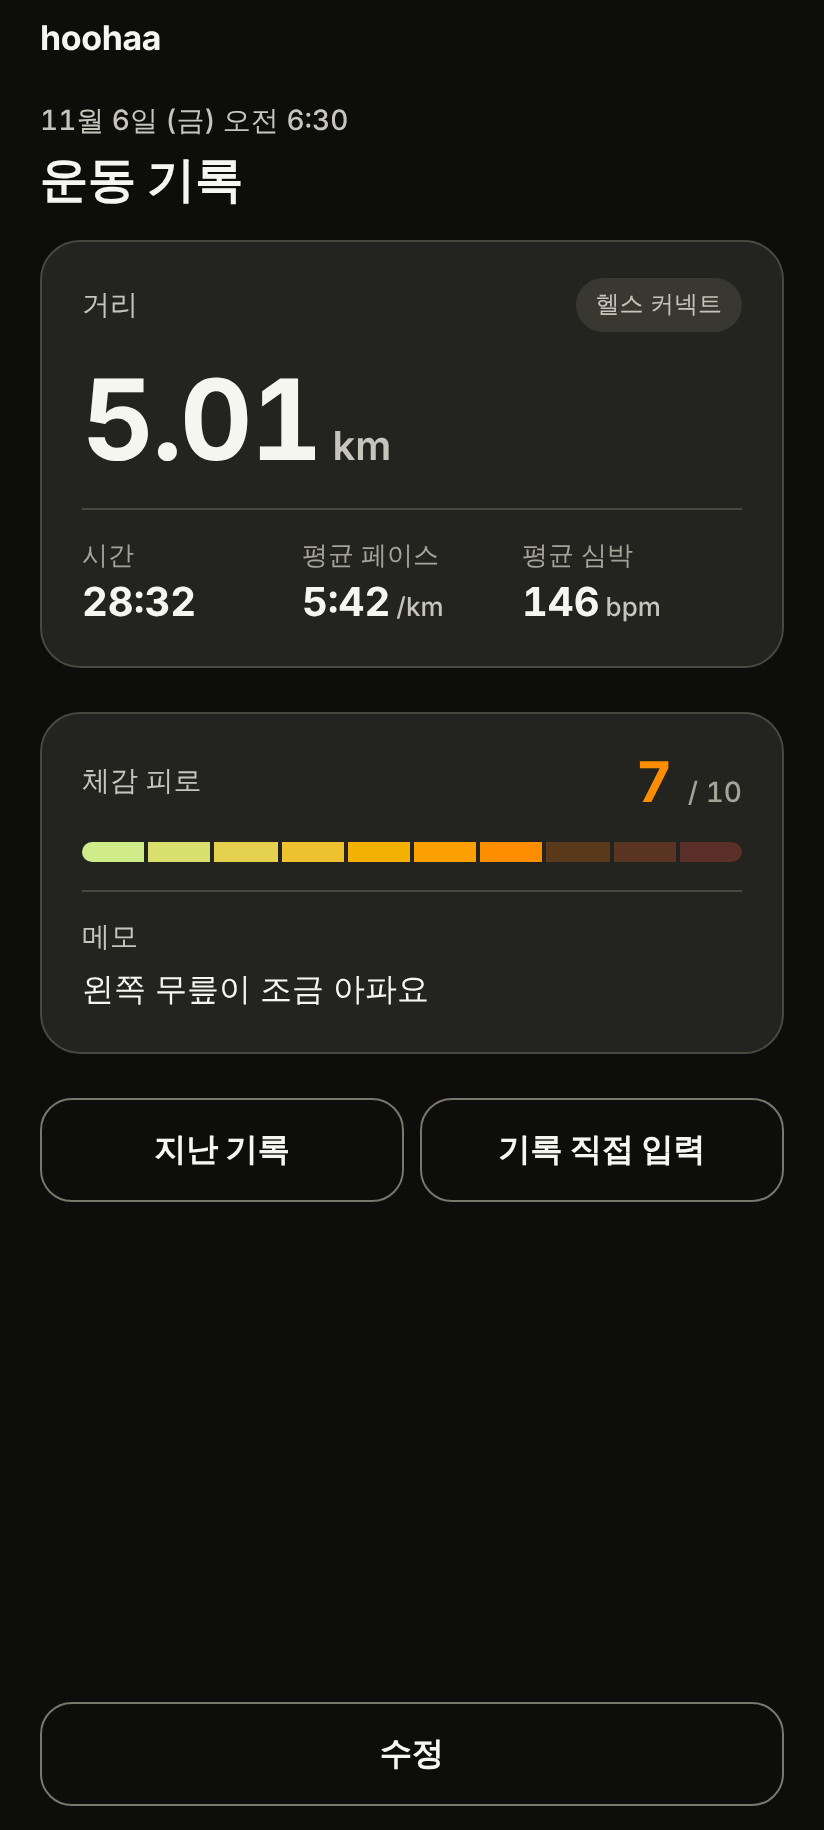 hoohaa
11월 6일 (금) 오전 6:30
운동 기록
거리
헬스 커넥트
5.01 km
시간
평균 페이스
평균 심박
28:32
5:42 /km
146 bpm
체감 피로
7 / 10
메모
왼쪽 무릎이 조금 아파요
지난 기록
기록 직접 입력
수정